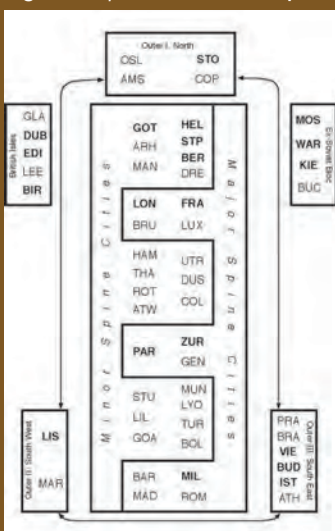 Outer I. North
OSL STO
AMS COP
GLA
DUB
EDI
LEE
BIR
British Isles
MOS
WAR
KIE
BUC
Ex-Soviet Bloc
Minor Spine Cities
Major Spine Cities
GOT HEL
ARH STP
MAN BER
DRE
LON FRA
BRU LUX
HAM UTR
THA DUS
ROT COL
ATW
PAR ZUR
GEN
STU MUN
LIL LYO
GOA TUR
BOL
BAR MIL
MAD ROM
Outer II: South West
LIS
MAR
PRA
BRA
VIE
BUD
IST
ATH
South East